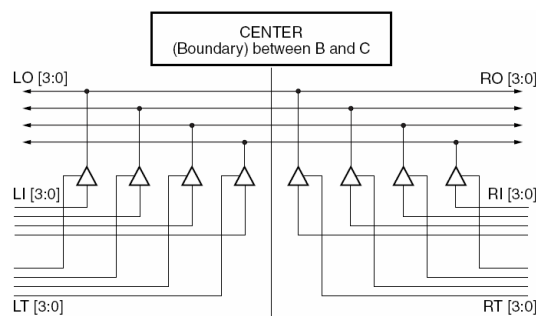 CENTER
(Boundary) between B and C
LO [3:0]
RO [3:0]
LI [3:0]
RI [3:0]
LT [3:0]
RT [3:0]